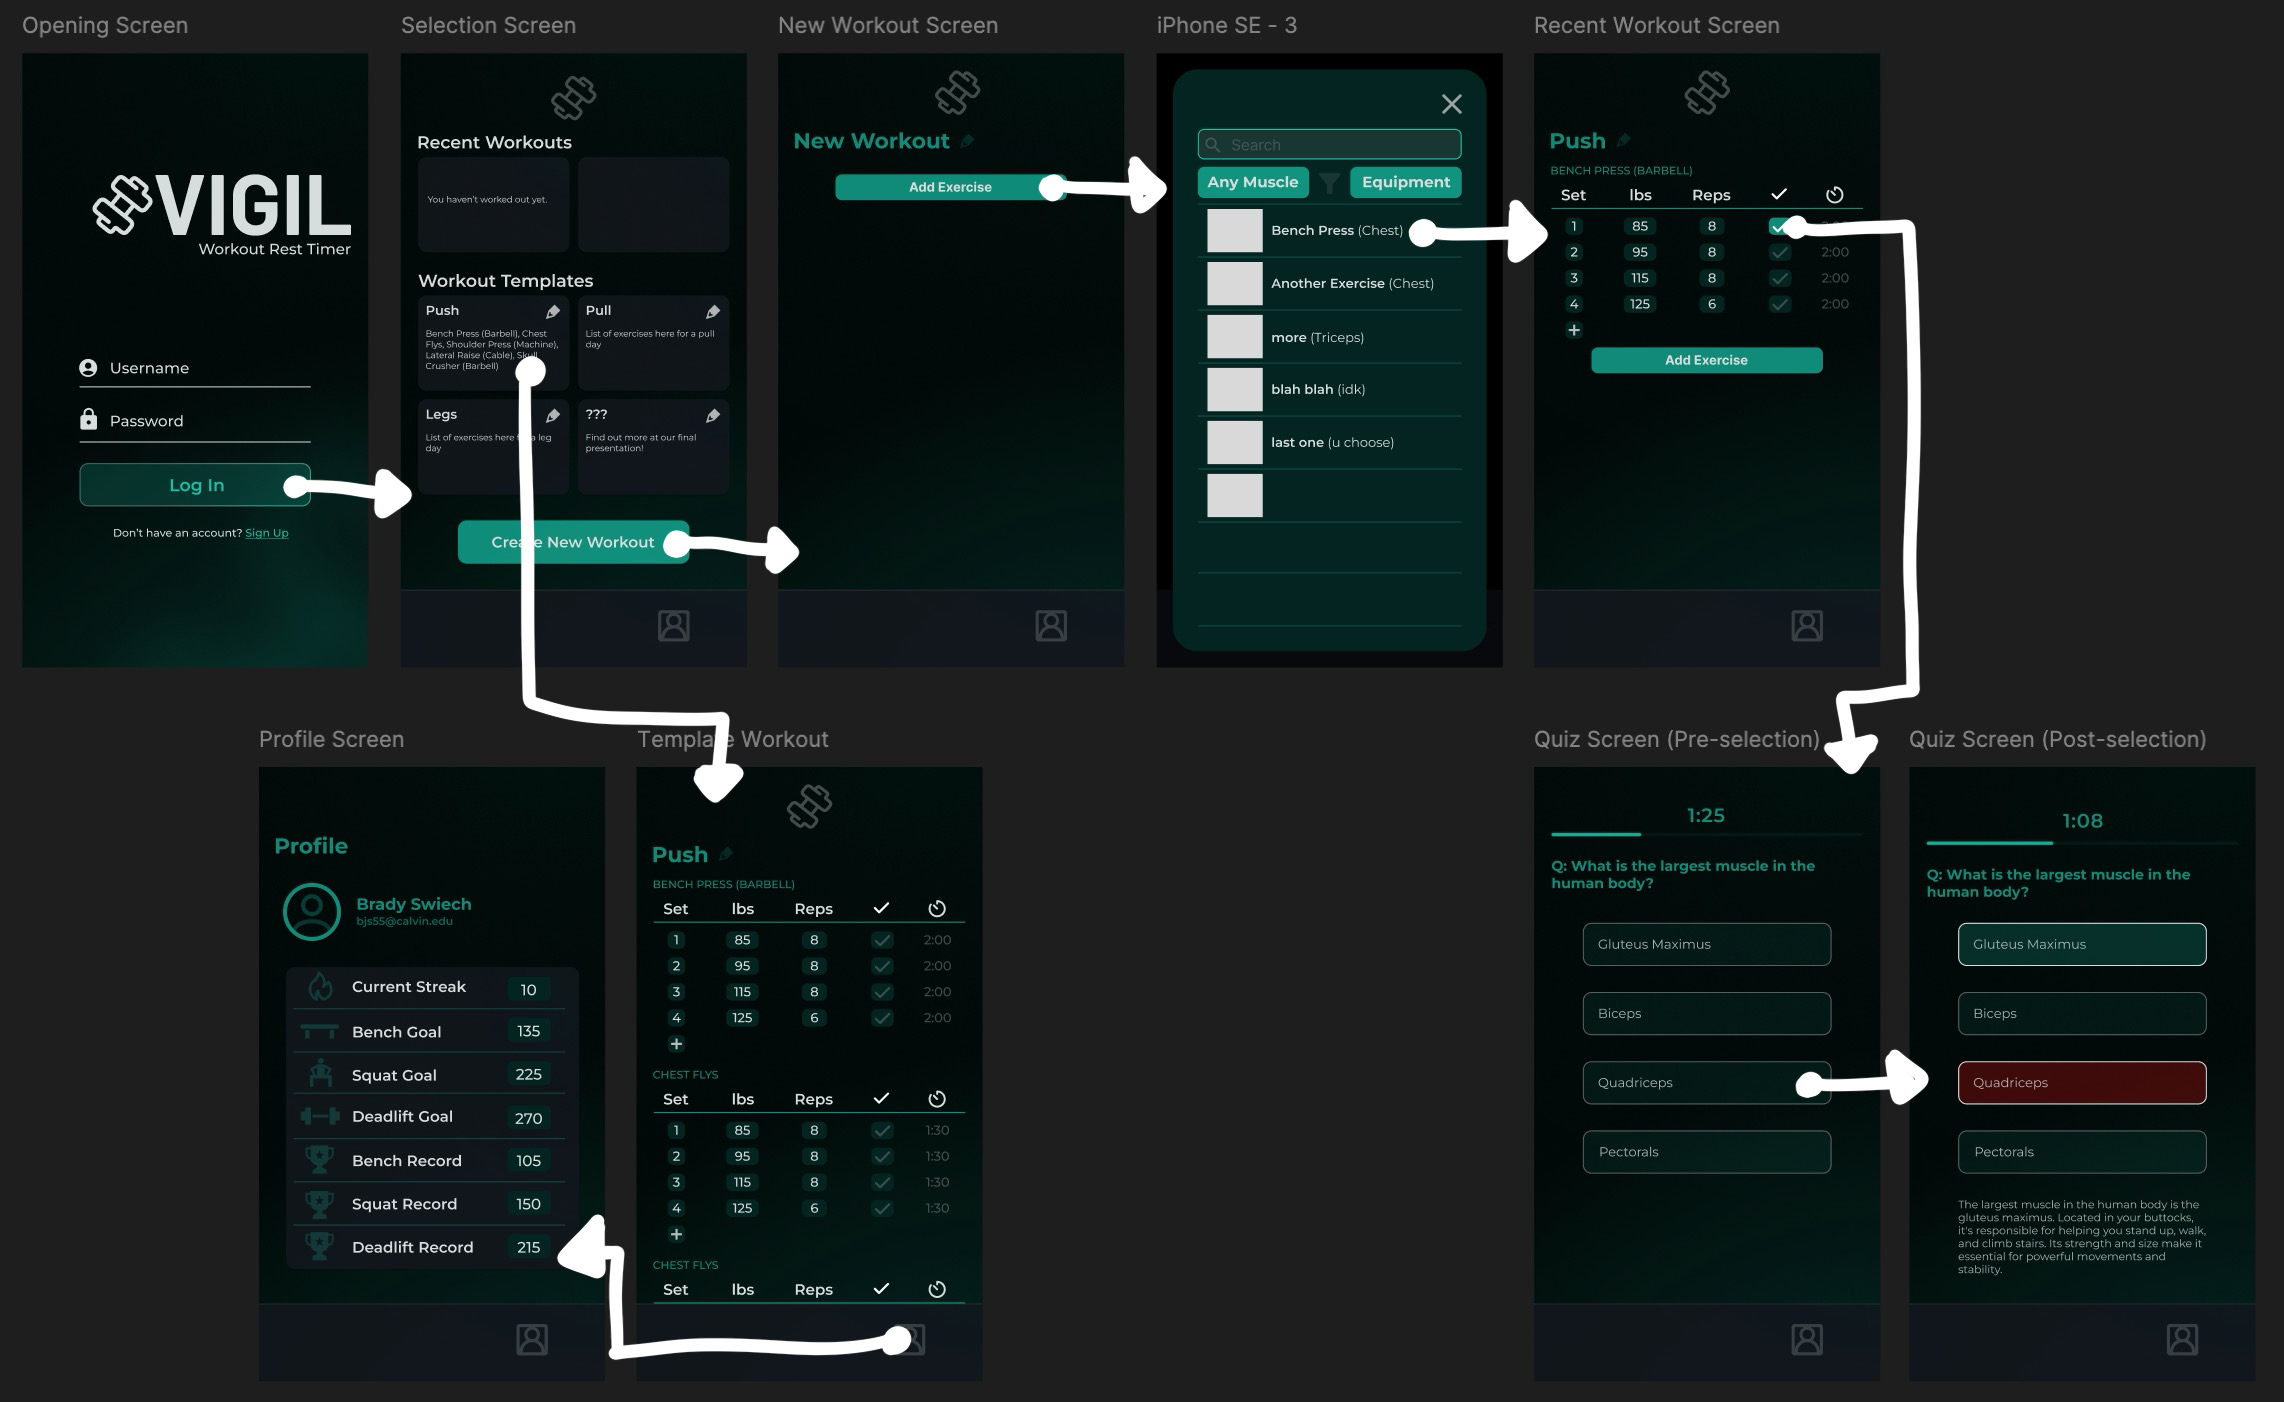 Opening Screen
VIGIL
Workout Rest Timer
Username
Password
Log In
Don't have an account? Sign Up
Selection Screen
Recent Workouts
You haven't worked out yet.
Workout Templates
Push
Bench Press (Barbell), Chest
Flys, Shoulder Press (Machine),
Lateral Raise (Cable), Skull
Crusher (Barbell)
Pull
List of exercises here for a pull
day
Legs
List of exercises here for a leg
day
???
Find out more at our final
presentation!
Create New Workout
New Workout Screen
New Workout
Add Exercise
iPhone SE - 3
Search
Any Muscle
Equipment
Bench Press (Chest)
Another Exercise (Chest)
more (Triceps)
blah blah (idk)
last one (u choose)
Recent Workout Screen
Push
BENCH PRESS (BARBELL)
Set lbs Reps
1 85 8
2 95 8 2:00
3 115 8 2:00
4 125 6 2:00
+
Add Exercise
Profile Screen
Profile
Brady Swiech
bjs55@calvin.edu
Current Streak 10
Bench Goal 135
Squat Goal 225
Deadlift Goal 270
Bench Record 105
Squat Record 150
Deadlift Record 215
Template Workout
Push
BENCH PRESS (BARBELL)
Set lbs Reps
1 85 8 2:00
2 95 8 2:00
3 115 8 2:00
4 125 6 2:00
+
CHEST FLYS
Set lbs Reps
1 85 8 1:30
2 95 8 1:30
3 115 8 1:30
4 125 6 1:30
+
CHEST FLYS
Set lbs Reps
Quiz Screen (Pre-selection)
1:25
Q: What is the largest muscle in the
human body?
Gluteus Maximus
Biceps
Quadriceps
Pectorals
Quiz Screen (Post-selection)
1:08
Q: What is the largest muscle in the
human body?
Gluteus Maximus
Biceps
Quadriceps
Pectorals
The largest muscle in the human body is the
gluteus maximus. Located in your buttocks,
it's responsible for helping you stand up, walk,
and climb stairs. Its strength and size make it
essential for powerful movements and
stability.